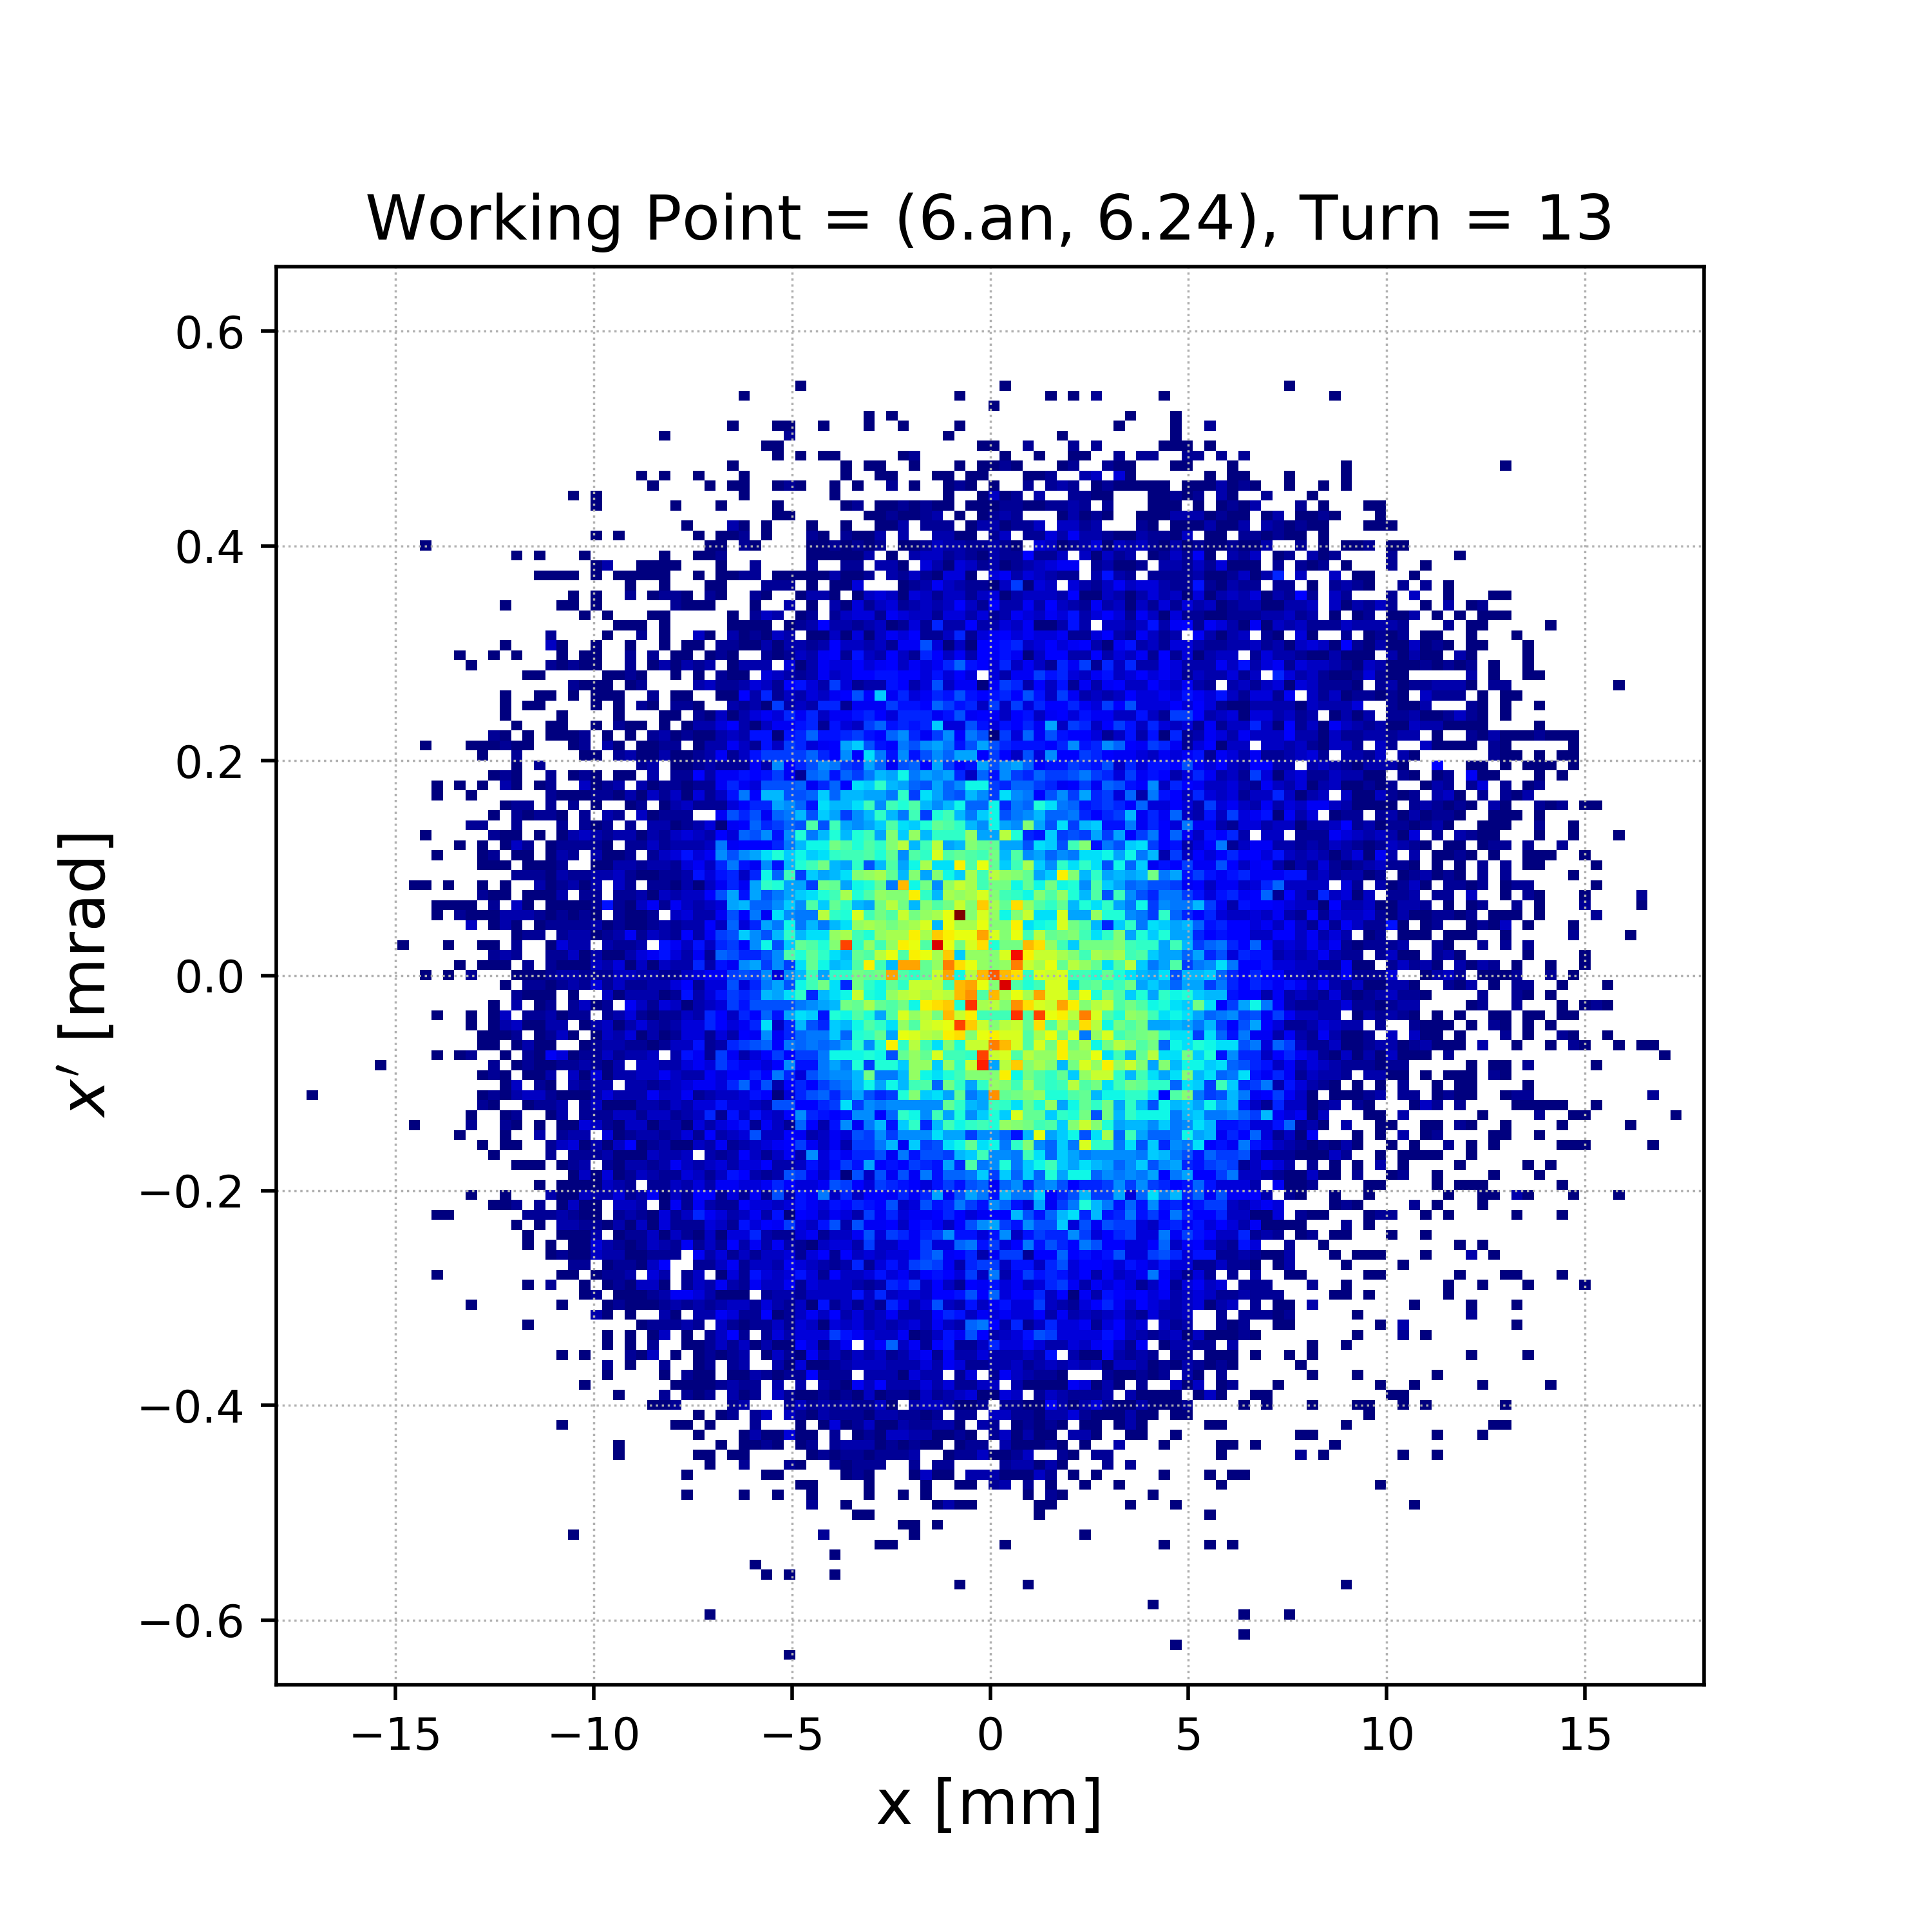 Working Point = (6.an, 6.24), Turn = 13
0.6
0.4
0.2
0.0
−0.2
−0.4
−0.6
x′ [mrad]
−15 −10 −5 0 5 10 15
x [mm]